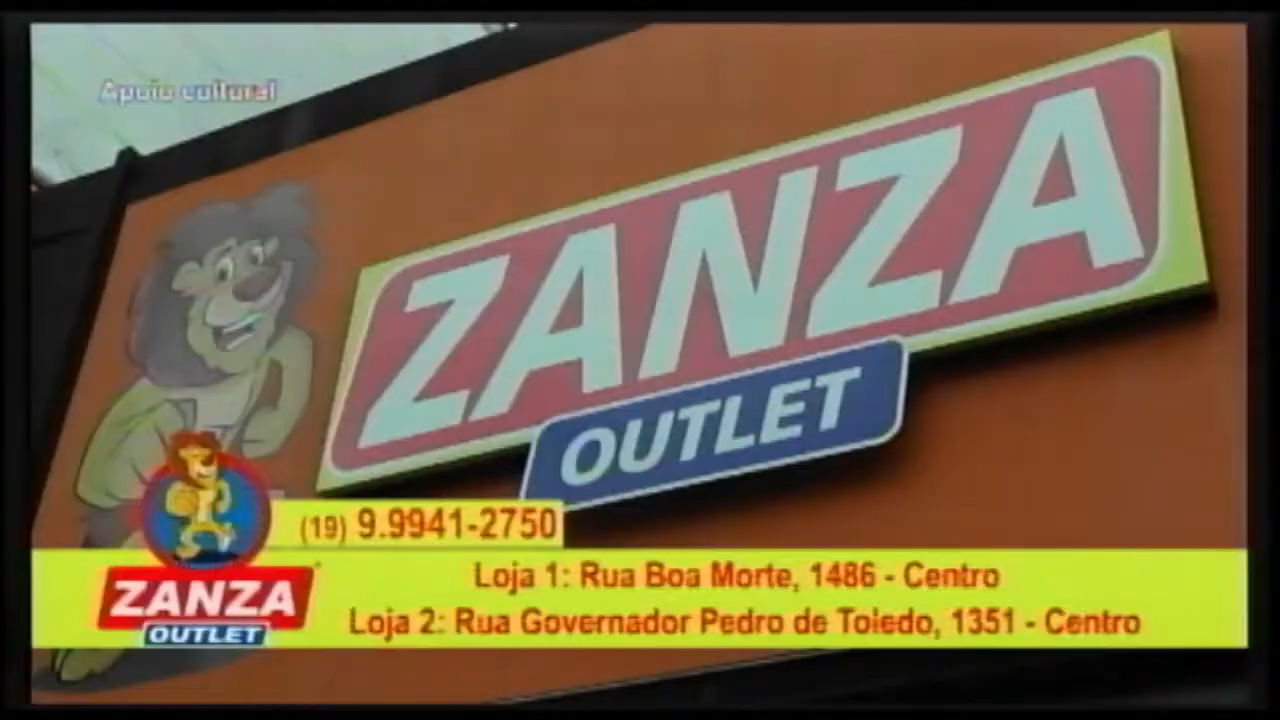 Apoio cultural
ZANZA
OUTLET
(19) 9.9941-2750
Loja 1: Rua Boa Morte, 1486 - Centro
Loja 2: Rua Governador Pedro de Toledo, 1351 - Centro
ZANZA
OUTLET